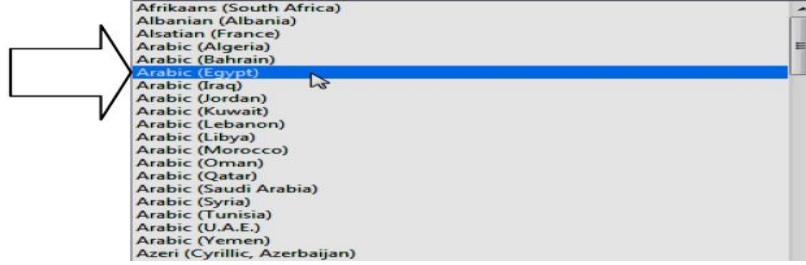 Afrikaans (South Africa)
Albanian (Albania)
Alsatian (France)
Arabic (Algeria)
Arabic (Bahrain)
Arabic (Egypt)
Arabic (Iraq)
Arabic (Jordan)
Arabic (Kuwait)
Arabic (Lebanon)
Arabic (Libya)
Arabic (Morocco)
Arabic (Oman)
Arabic (Qatar)
Arabic (Saudi Arabia)
Arabic (Syria)
Arabic (Tunisia)
Arabic (U.A.E.)
Arabic (Yemen)
Azeri (Cyrillic, Azerbaijan)